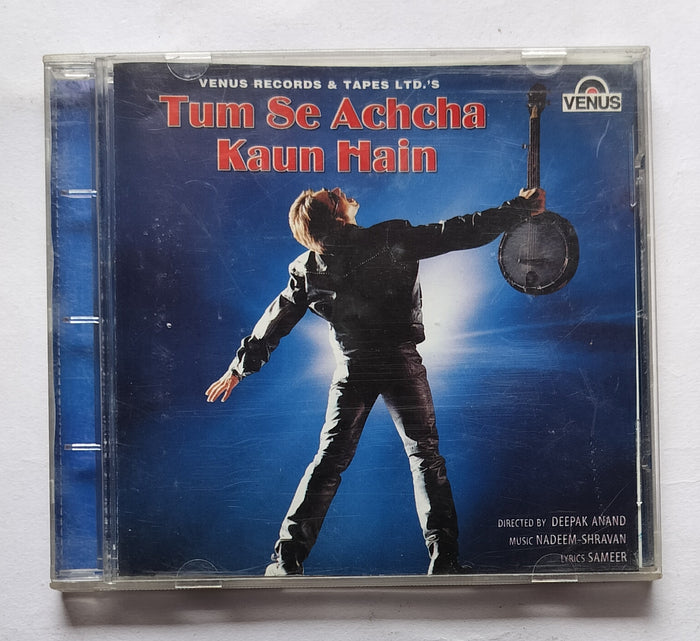 VENUS RECORDS & TAPES LTD.'S
Tum Se Achcha
Kaun Hain
VENUS
DIRECTED BY DEEPAK ANAND
MUSIC NADEEM-SHRAVAN
LYRICS SAMEER